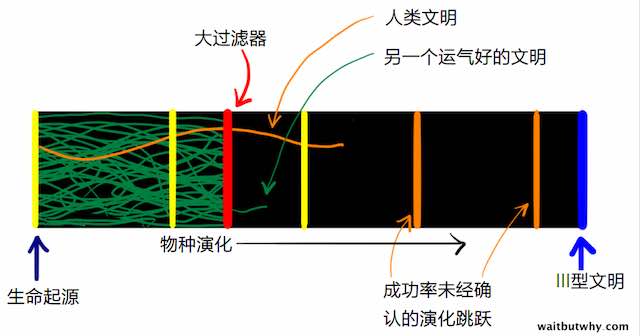 人类文明
大过滤器
另一个运气好的文明
物种演化
生命起源
成功率未经确
认的演化跳跃
III型文明
waitbutwhy.com